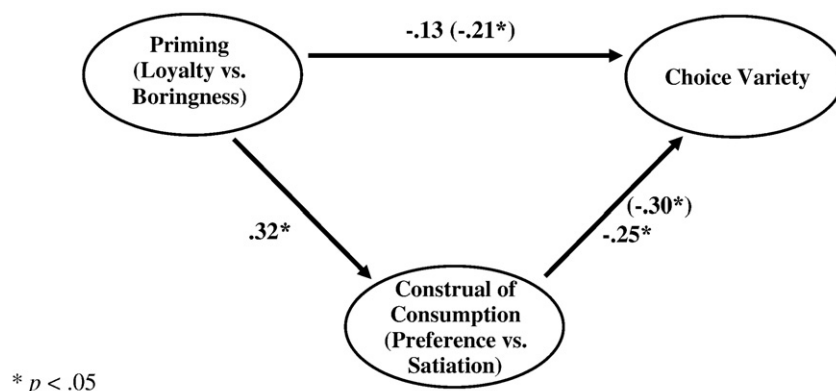 Priming
(Loyalty vs.
Boringness)
-.13 (-.21*)
Choice Variety
.32*
(-.30*)
-.25*
Construal of
Consumption
(Preference vs.
Satiation)
* p < .05